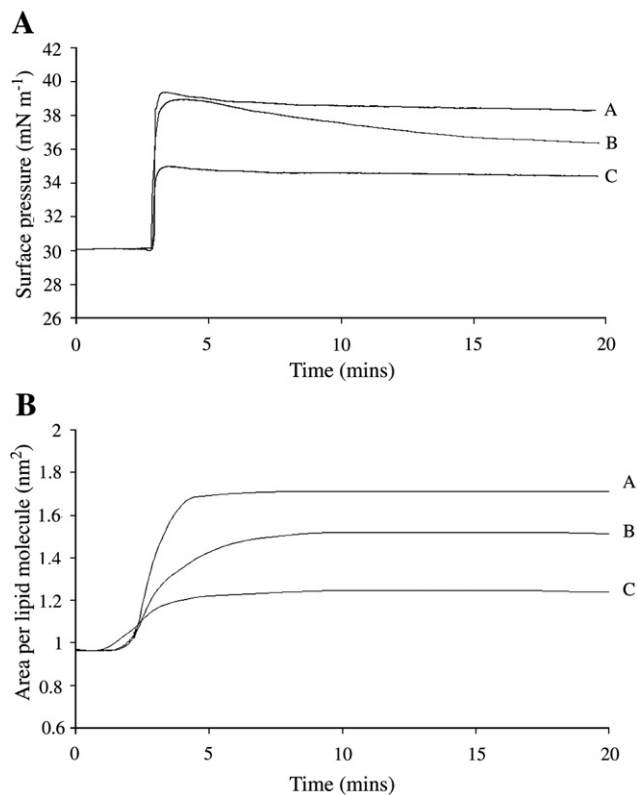 A
Surface pressure (mN m⁻¹)
42
40
38
36
34
32
30
28
26
A
B
C
0
5
10
15
20
Time (mins)
B
Area per lipid molecule (nm²)
2
1.8
1.6
1.4
1.2
1
0.8
0.6
A
B
C
0
5
10
15
20
Time (mins)